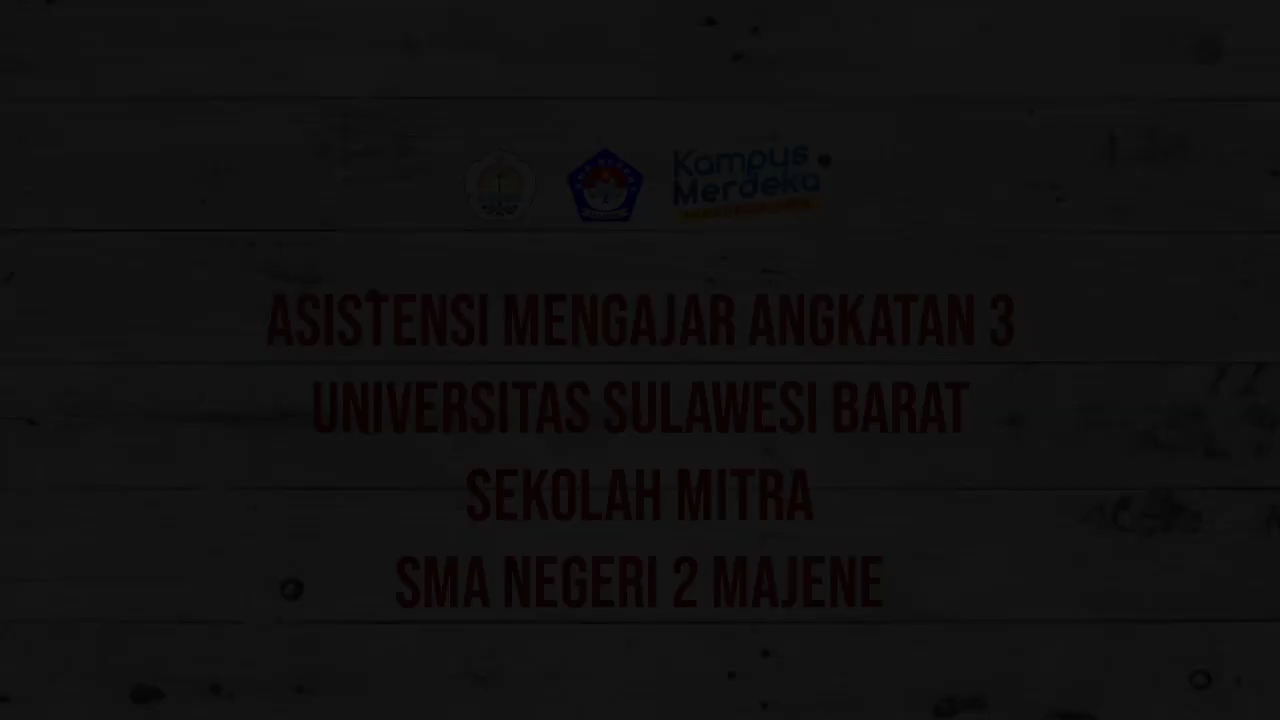 Kampus
Merdeka
ASISTENSI MENGAJAR ANGKATAN 3
UNIVERSITAS SULAWESI BARAT
SEKOLAH MITRA
SMA NEGERI 2 MAJENE